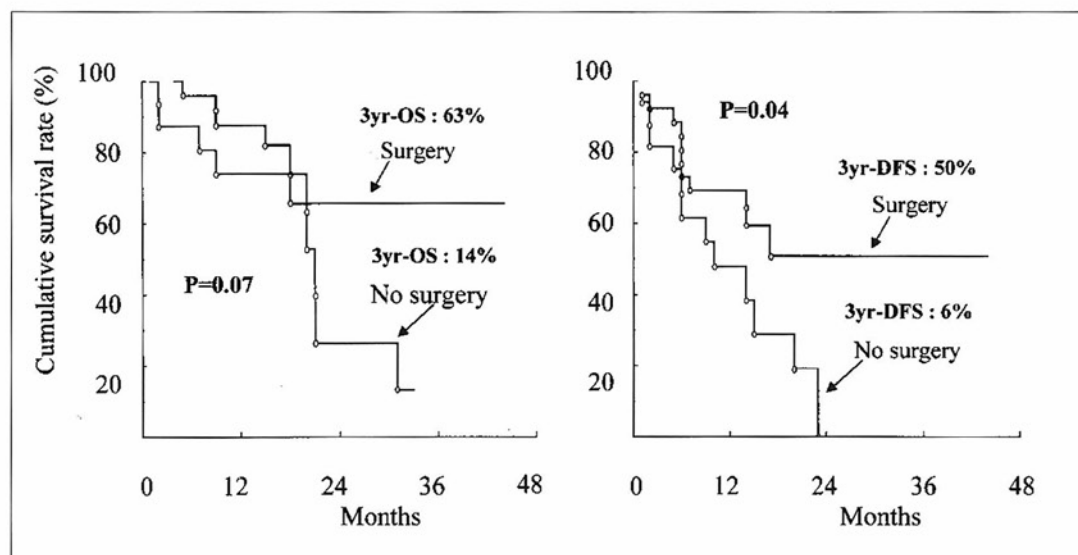 Cumulative survival rate (%)
100
80
60
40
20
3yr-OS : 63%
Surgery
3yr-OS : 14%
No surgery
P=0.07
0 12 24 36 48
Months
100
80
60
40
20
P=0.04
3yr-DFS : 50%
Surgery
3yr-DFS : 6%
No surgery
0 12 24 36 48
Months